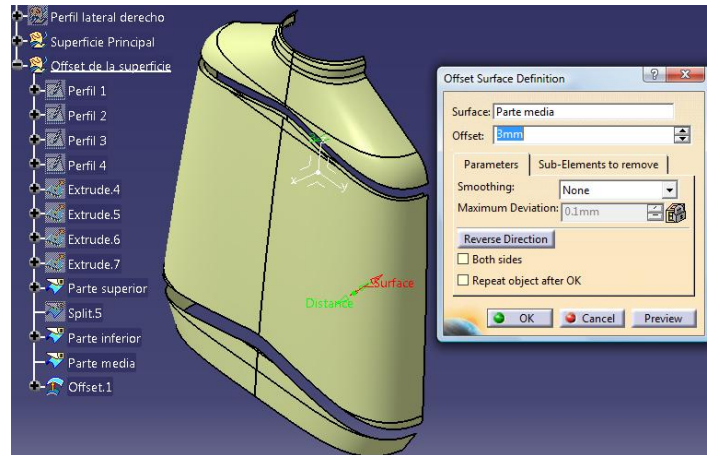 Perfil lateral derecho
Superficie Principal
Offset de la superficie
Perfil 1
Perfil 2
Perfil 3
Perfil 4
Extrude.4
Extrude.5
Extrude.6
Extrude.7
Parte superior
Split.5
Parte inferior
Parte media
Offset.1
Surface
Distance
Offset Surface Definition
Surface: Parte media
Offset: 3mm
Parameters Sub-Elements to remove
Smoothing: None
Maximum Deviation: 0.1mm
Reverse Direction
Both sides
Repeat object after OK
OK Cancel Preview